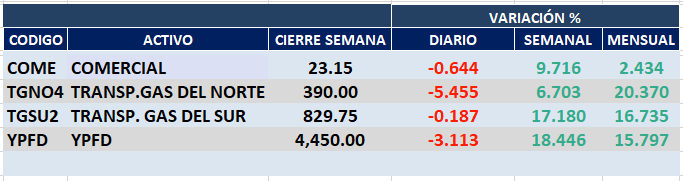 VARIACIÓN %
CODIGO ACTIVO CIERRE SEMANA DIARIO SEMANAL MENSUAL
COME COMERCIAL 23.15 -0.644 9.716 2.434
TGNO4 TRANSP.GAS DEL NORTE 390.00 -5.455 6.703 20.370
TGSU2 TRANSP. GAS DEL SUR 829.75 -0.187 17.180 16.735
YPFD YPFD 4,450.00 -3.113 18.446 15.797